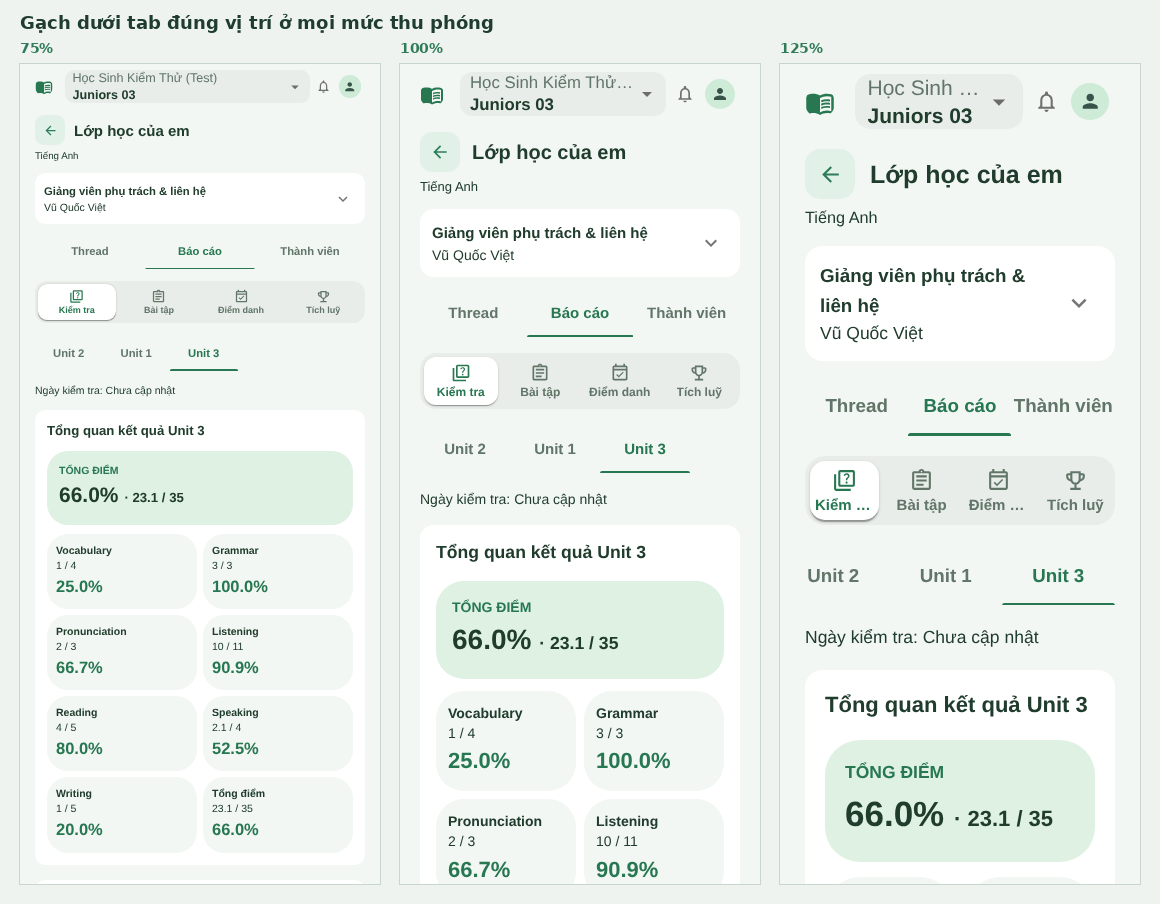 Gạch dưới tab đúng vị trí ở mọi mức thu phóng
75%
Học Sinh Kiểm Thử (Test)
Juniors 03
Lớp học của em
Tiếng Anh
Giảng viên phụ trách & liên hệ
Vũ Quốc Việt
Thread Báo cáo Thành viên
Kiểm tra Bài tập Điểm danh Tích luỹ
Unit 2 Unit 1 Unit 3
Ngày kiểm tra: Chưa cập nhật
Tổng quan kết quả Unit 3
TỔNG ĐIỂM
66.0% · 23.1 / 35
Vocabulary Grammar
1 / 4 3 / 3
25.0% 100.0%
Pronunciation Listening
2 / 3 10 / 11
66.7% 90.9%
Reading Speaking
4 / 5 2.1 / 4
80.0% 52.5%
Writing Tổng điểm
1 / 5 23.1 / 35
20.0% 66.0%
100%
Học Sinh Kiểm Thử...
Juniors 03
Lớp học của em
Tiếng Anh
Giảng viên phụ trách & liên hệ
Vũ Quốc Việt
Thread Báo cáo Thành viên
Kiểm tra Bài tập Điểm danh Tích luỹ
Unit 2 Unit 1 Unit 3
Ngày kiểm tra: Chưa cập nhật
Tổng quan kết quả Unit 3
TỔNG ĐIỂM
66.0% · 23.1 / 35
Vocabulary Grammar
1 / 4 3 / 3
25.0% 100.0%
Pronunciation Listening
2 / 3 10 / 11
66.7% 90.9%
125%
Học Sinh ...
Juniors 03
Lớp học của em
Tiếng Anh
Giảng viên phụ trách &
liên hệ
Vũ Quốc Việt
Thread Báo cáo Thành viên
Kiểm ... Bài tập Điểm ... Tích luỹ
Unit 2 Unit 1 Unit 3
Ngày kiểm tra: Chưa cập nhật
Tổng quan kết quả Unit 3
TỔNG ĐIỂM
66.0% · 23.1 / 35